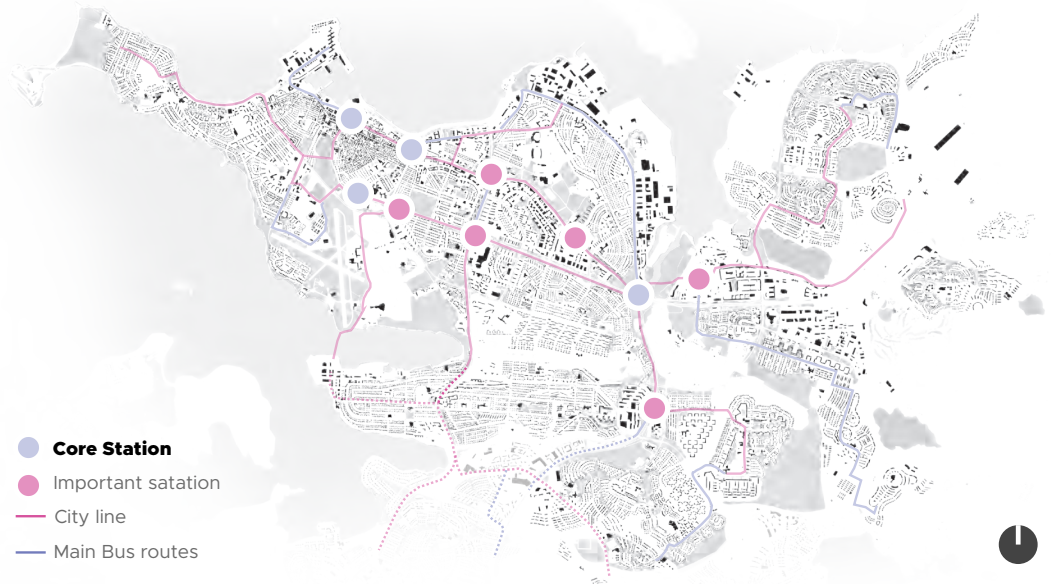 Core Station
Important satation
City line
Main Bus routes